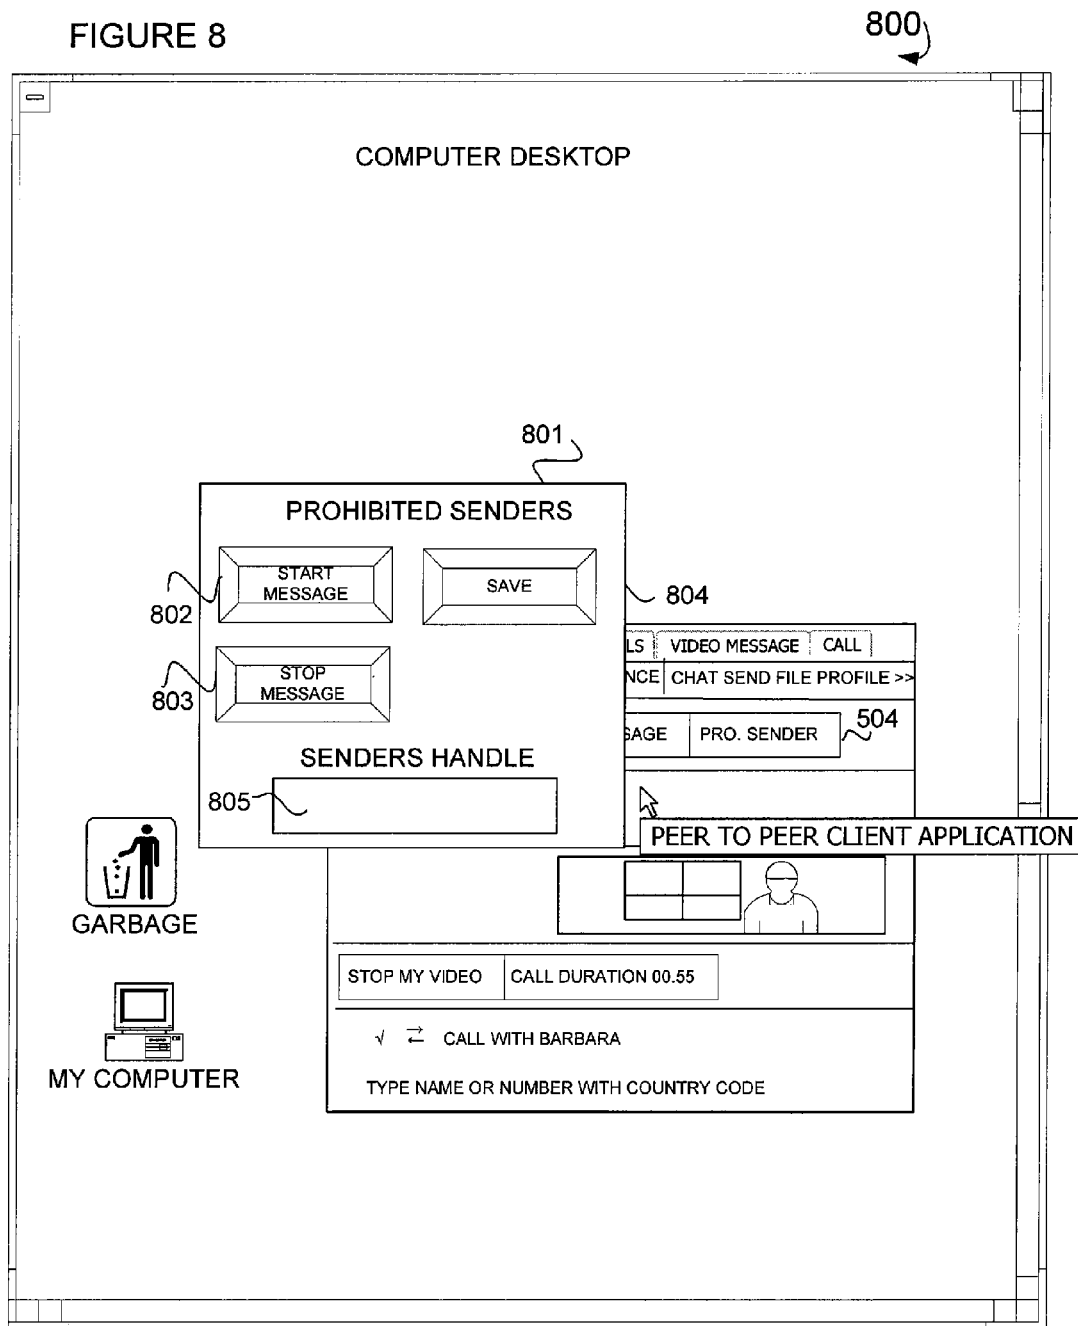 FIGURE 8
800
COMPUTER DESKTOP
801
PROHIBITED SENDERS
START
MESSAGE
SAVE
802
804
STOP
MESSAGE
803
LS VIDEO MESSAGE CALL
NCE CHAT SEND FILE PROFILE >>
SAGE PRO. SENDER
504
SENDERS HANDLE
805
PEER TO PEER CLIENT APPLICATION
GARBAGE
STOP MY VIDEO CALL DURATION 00.55
√ ⇄ CALL WITH BARBARA
MY COMPUTER
TYPE NAME OR NUMBER WITH COUNTRY CODE